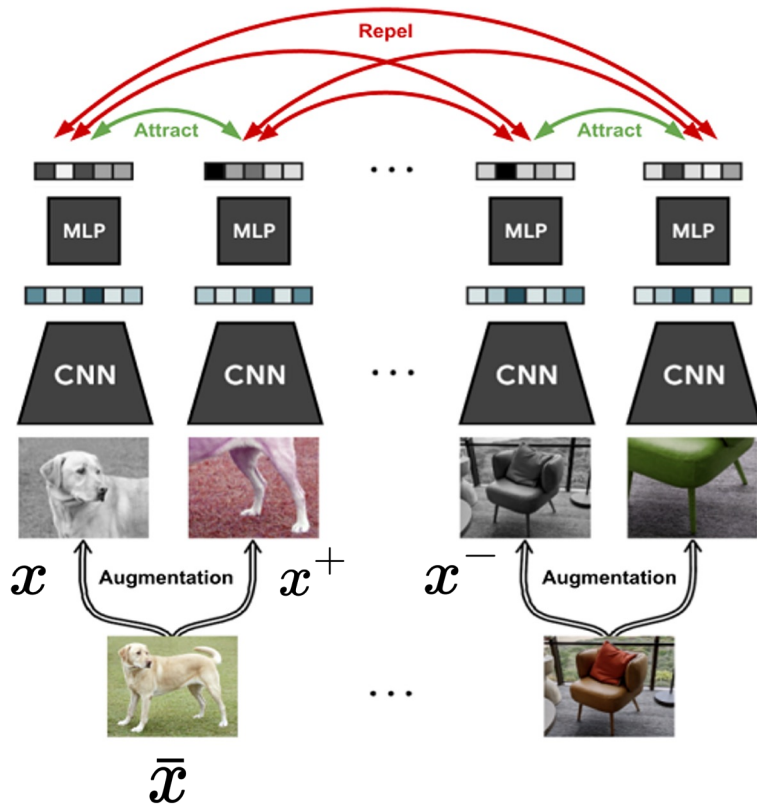 Repel
Attract Attract
. . . 
MLP MLP MLP MLP
CNN CNN . . . CNN CNN
x Augmentation x⁺ x⁻ Augmentation
. . .
x̄